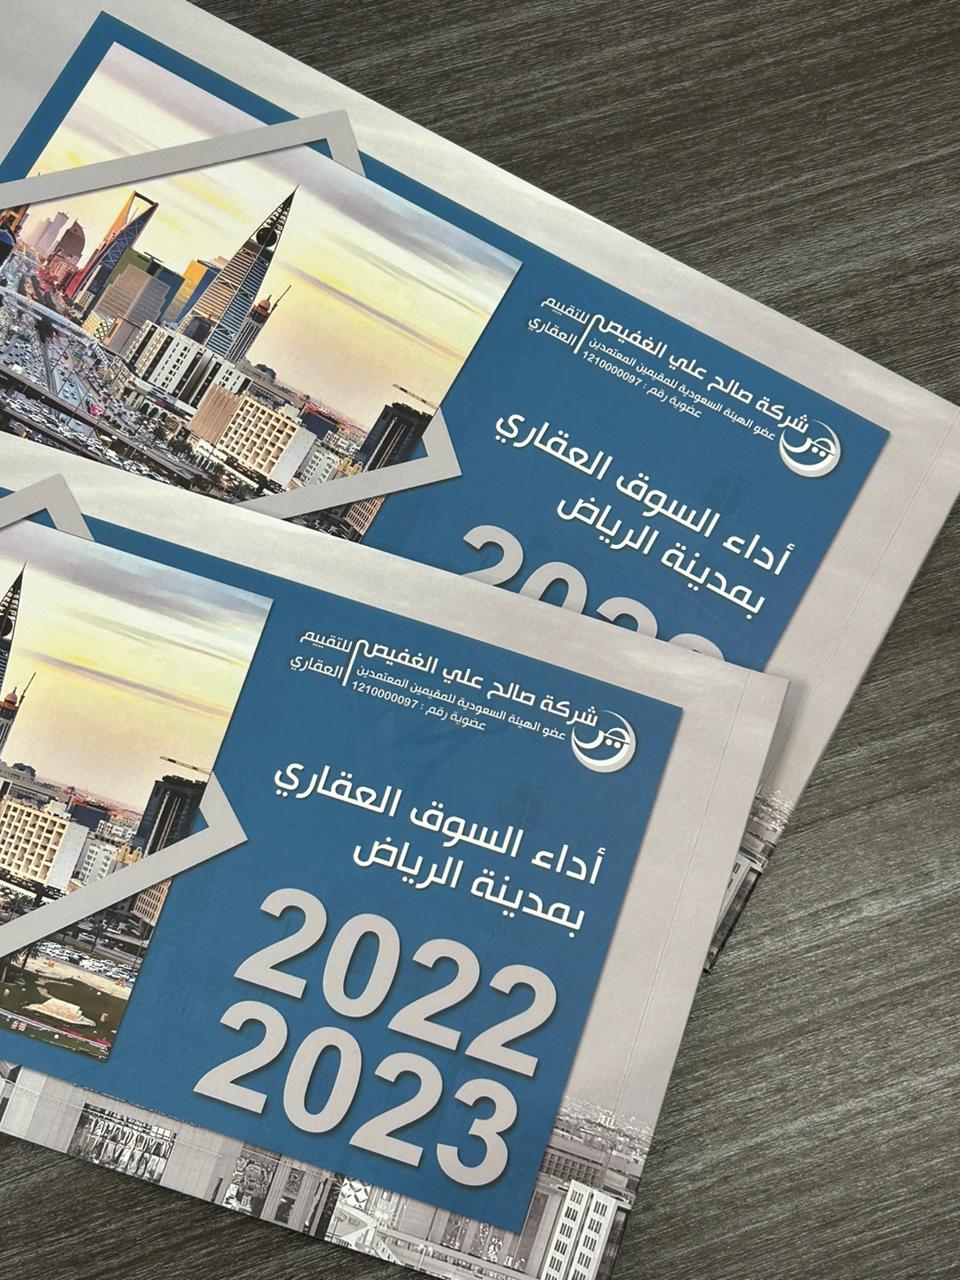 شركة صالح علي الغفيص للتقييم العقاري
عضو الهيئة السعودية للمقيمين المعتمدين
عضوية رقم : 1210000097
أداء السوق العقاري
بمدينة الرياض
2022
شركة صالح علي الغفيص للتقييم العقاري
عضو الهيئة السعودية للمقيمين المعتمدين
عضوية رقم : 1210000097
أداء السوق العقاري
بمدينة الرياض
2022
2023